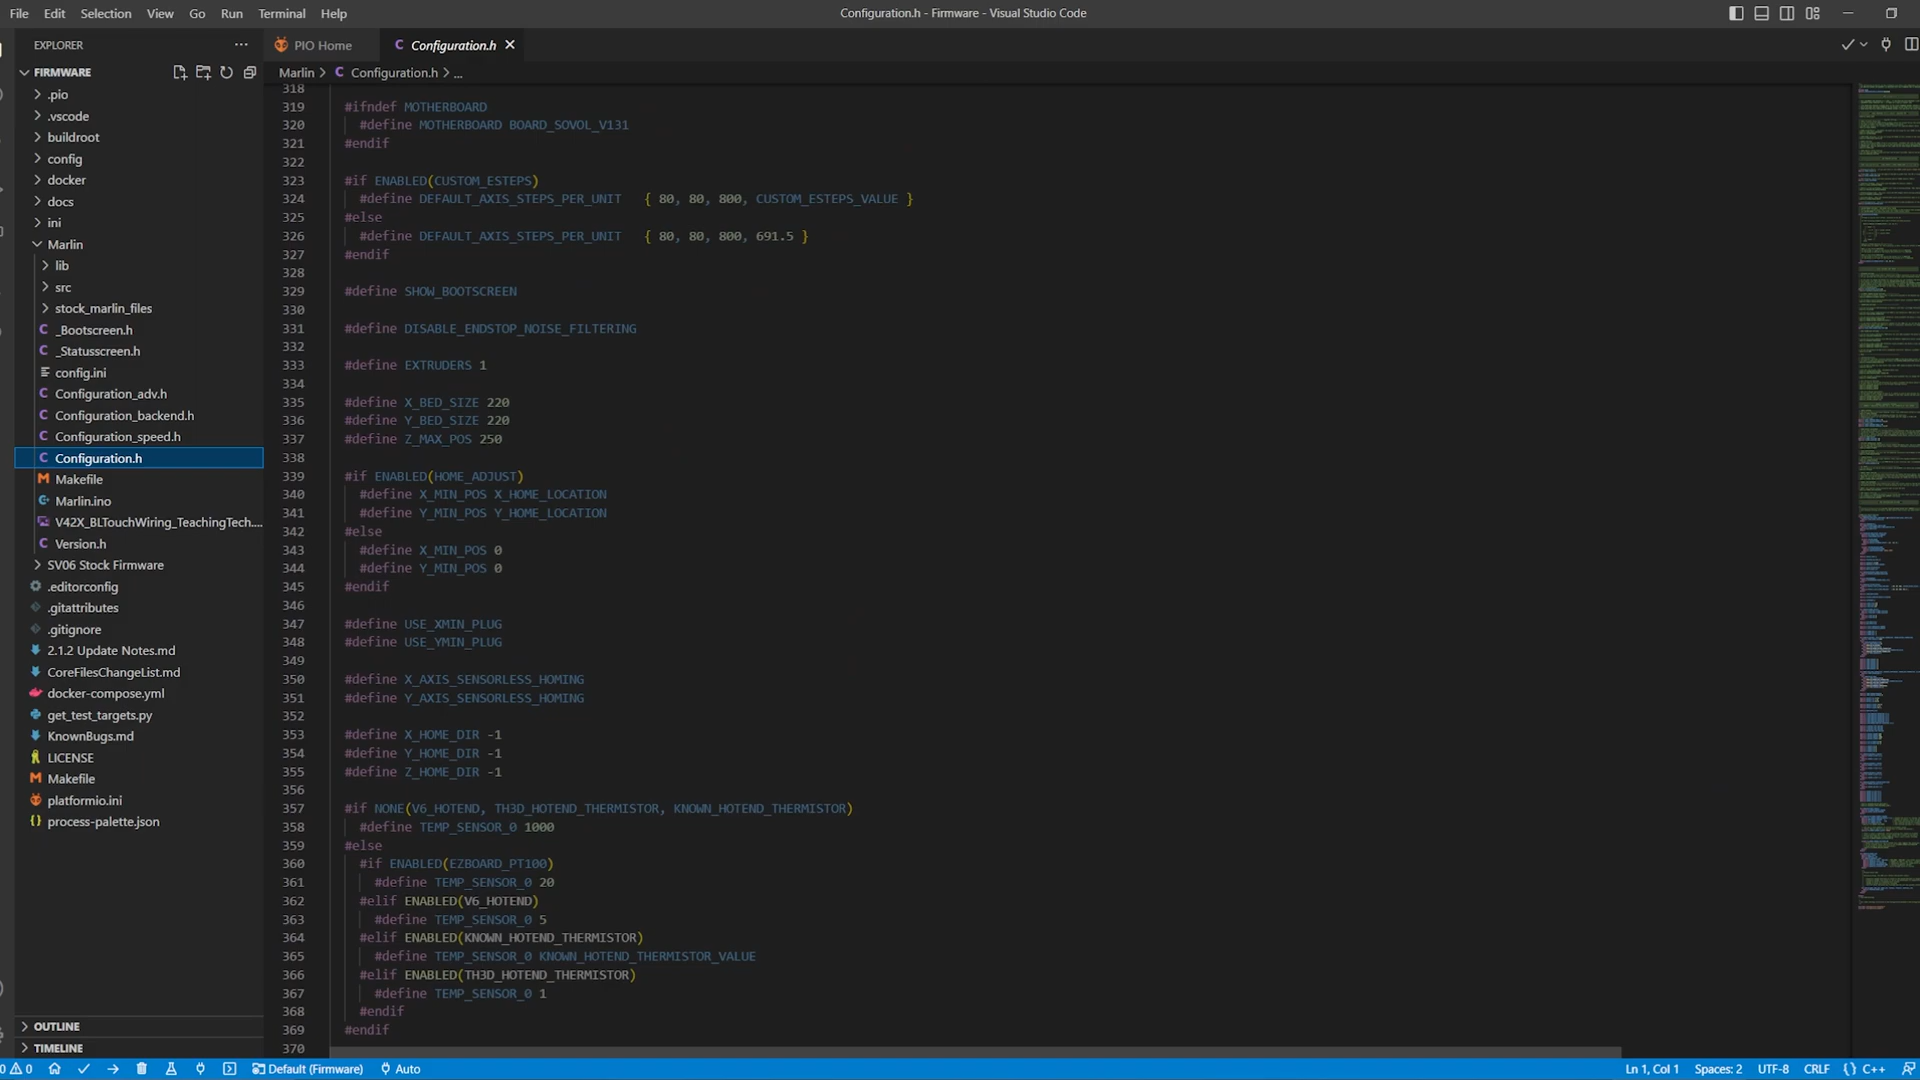 File Edit Selection View Go Run Terminal Help
Configuration.h - Firmware - Visual Studio Code
EXPLORER
FIRMWARE
.pio
.vscode
buildroot
config
docker
docs
ini
Marlin
lib
src
stock_marlin_files
_Bootscreen.h
_Statusscreen.h
config.ini
Configuration_adv.h
Configuration_backend.h
Configuration_speed.h
Configuration.h
Makefile
Marlin.ino
V42X_BLTouchWiring_TeachingTech....
Version.h
SV06 Stock Firmware
.editorconfig
.gitattributes
.gitignore
2.1.2 Update Notes.md
CoreFilesChangeList.md
docker-compose.yml
get_test_targets.py
KnownBugs.md
LICENSE
Makefile
platformio.ini
process-palette.json
OUTLINE
TIMELINE
PIO Home
Configuration.h
Marlin > C Configuration.h > ...
318
319 #ifndef MOTHERBOARD
320 #define MOTHERBOARD BOARD_SOVOL_V131
321 #endif
322
323 #if ENABLED(CUSTOM_ESTEPS)
324 #define DEFAULT_AXIS_STEPS_PER_UNIT { 80, 80, 800, CUSTOM_ESTEPS_VALUE }
325 #else
326 #define DEFAULT_AXIS_STEPS_PER_UNIT { 80, 80, 800, 691.5 }
327 #endif
328
329 #define SHOW_BOOTSCREEN
330
331 #define DISABLE_ENDSTOP_NOISE_FILTERING
332
333 #define EXTRUDERS 1
334
335 #define X_BED_SIZE 220
336 #define Y_BED_SIZE 220
337 #define Z_MAX_POS 250
338
339 #if ENABLED(HOME_ADJUST)
340 #define X_MIN_POS X_HOME_LOCATION
341 #define Y_MIN_POS Y_HOME_LOCATION
342 #else
343 #define X_MIN_POS 0
344 #define Y_MIN_POS 0
345 #endif
346
347 #define USE_XMIN_PLUG
348 #define USE_YMIN_PLUG
349
350 #define X_AXIS_SENSORLESS_HOMING
351 #define Y_AXIS_SENSORLESS_HOMING
352
353 #define X_HOME_DIR -1
354 #define Y_HOME_DIR -1
355 #define Z_HOME_DIR -1
356
357 #if NONE(V6_HOTEND, TH3D_HOTEND_THERMISTOR, KNOWN_HOTEND_THERMISTOR)
358 #define TEMP_SENSOR_0 1000
359 #else
360 #if ENABLED(EZBOARD_PT100)
361 #define TEMP_SENSOR_0 20
362 #elif ENABLED(V6_HOTEND)
363 #define TEMP_SENSOR_0 5
364 #elif ENABLED(KNOWN_HOTEND_THERMISTOR)
365 #define TEMP_SENSOR_0 KNOWN_HOTEND_THERMISTOR_VALUE
366 #elif ENABLED(TH3D_HOTEND_THERMISTOR)
367 #define TEMP_SENSOR_0 1
368 #endif
369 #endif
370
0 0 Default (Firmware) Auto Ln 1, Col 1 Spaces: 2 UTF-8 CRLF {} C++